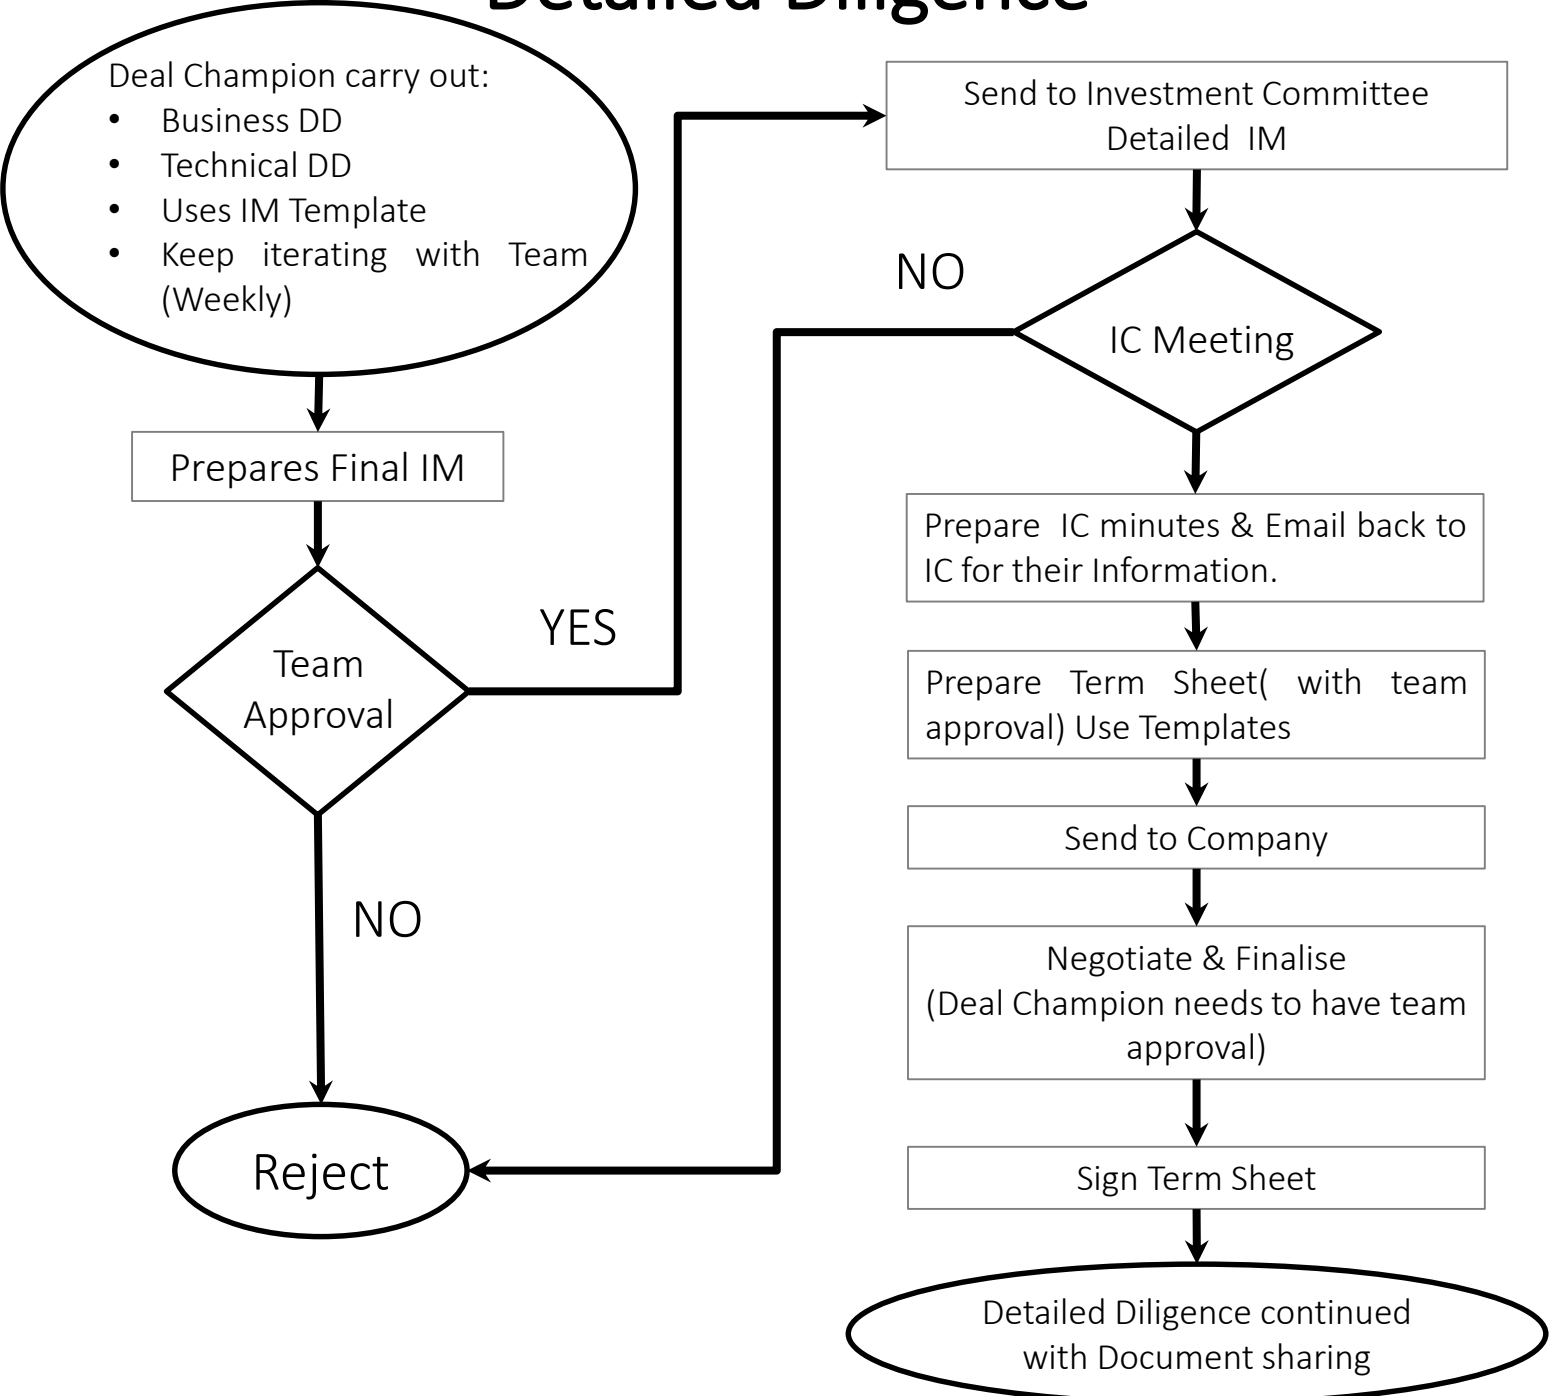 Detailed Diligence
Deal Champion carry out:
• Business DD
• Technical DD
• Uses IM Template
• Keep iterating with Team
(Weekly)
Prepares Final IM
Team
Approval
YES
NO
Reject
Send to Investment Committee
Detailed IM
NO
IC Meeting
Prepare IC minutes & Email back to
IC for their Information.
Prepare Term Sheet( with team
approval) Use Templates
Send to Company
Negotiate & Finalise
(Deal Champion needs to have team
approval)
Sign Term Sheet
Detailed Diligence continued
with Document sharing